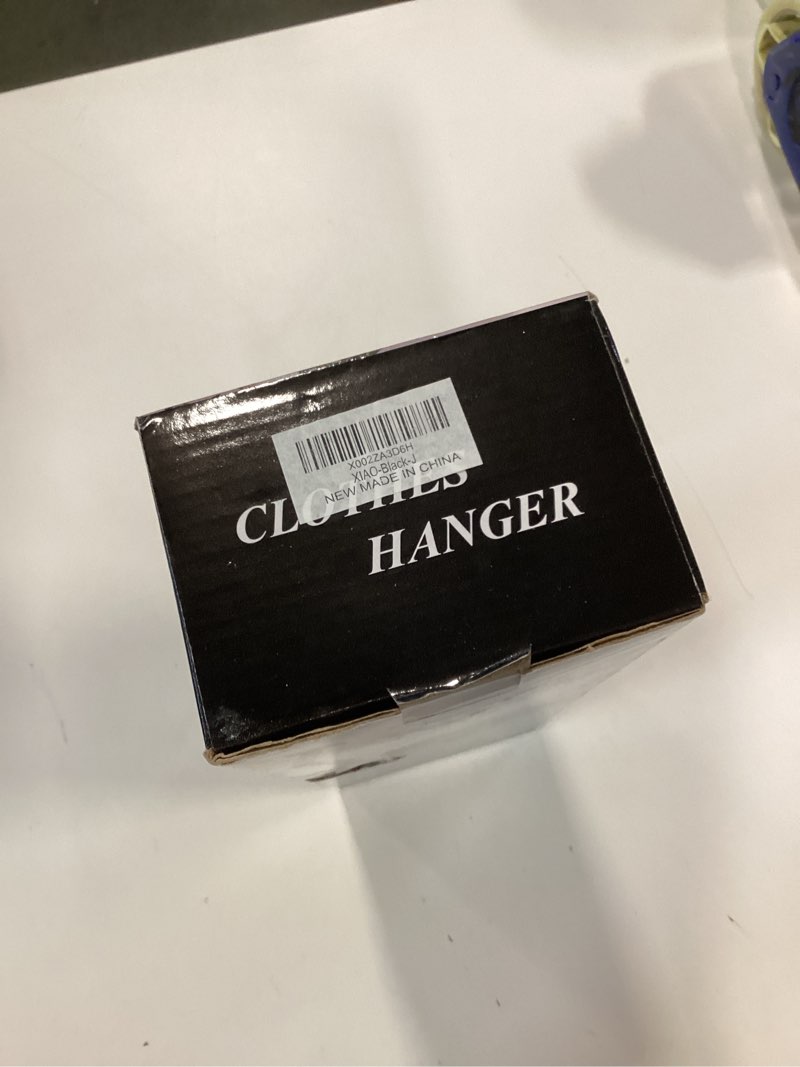 X002ZA3D6H
XIAO-Black-J
NEW MADE IN CHINA
CLOTHES
HANGER